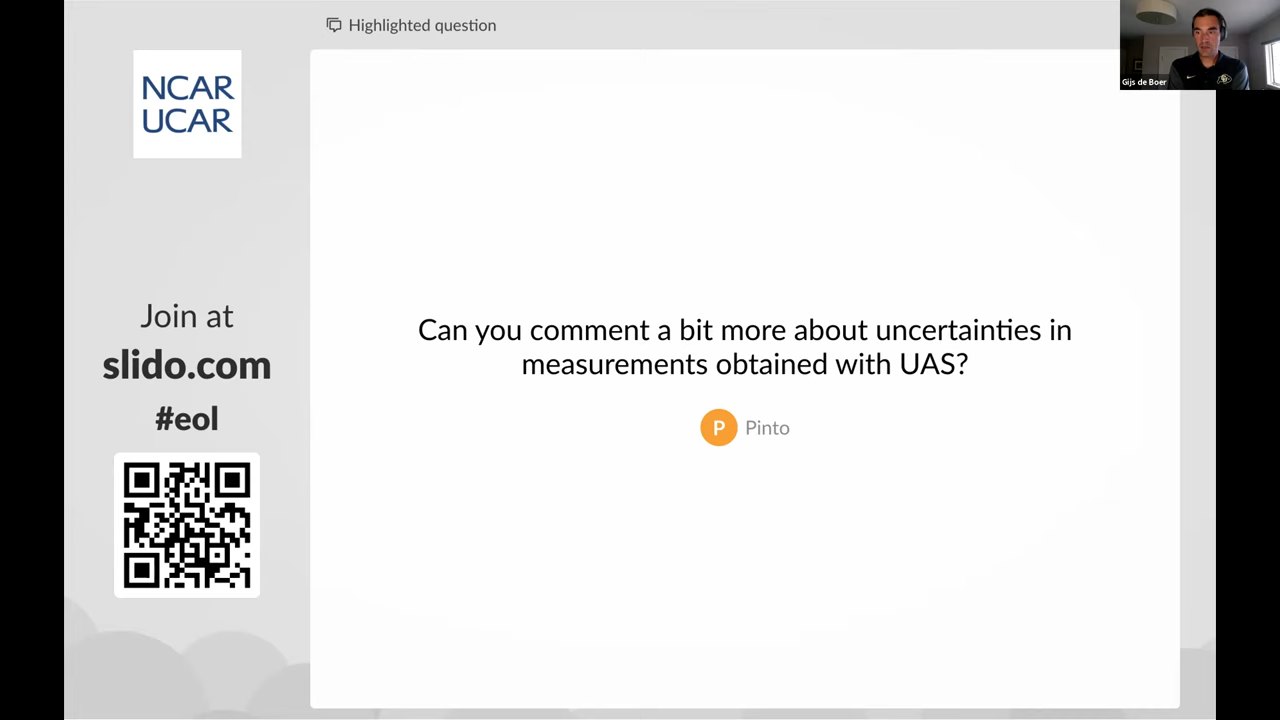 Highlighted question
NCAR
UCAR
Join at
slido.com
#eol
Can you comment a bit more about uncertainties in
measurements obtained with UAS?
P Pinto
Gijs de Boer